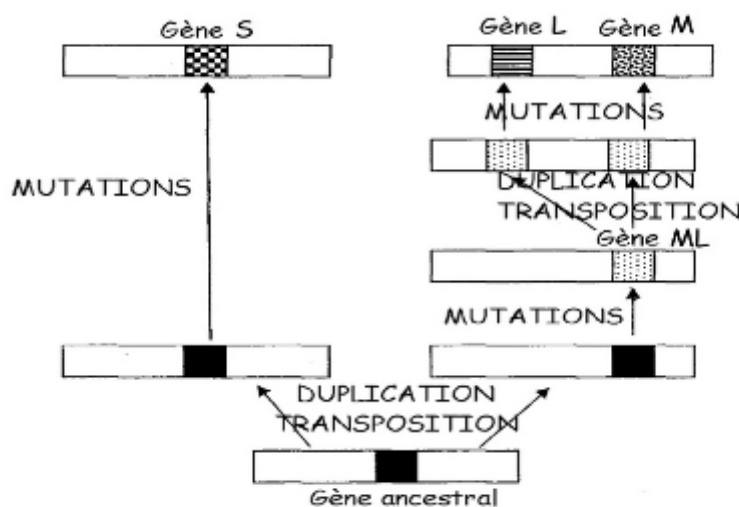 Gène S
Gène L
Gène M
MUTATIONS
MUTATIONS
DUPLICATION
TRANSPOSITION
Gène ML
MUTATIONS
DUPLICATION
TRANSPOSITION
Gène ancestral